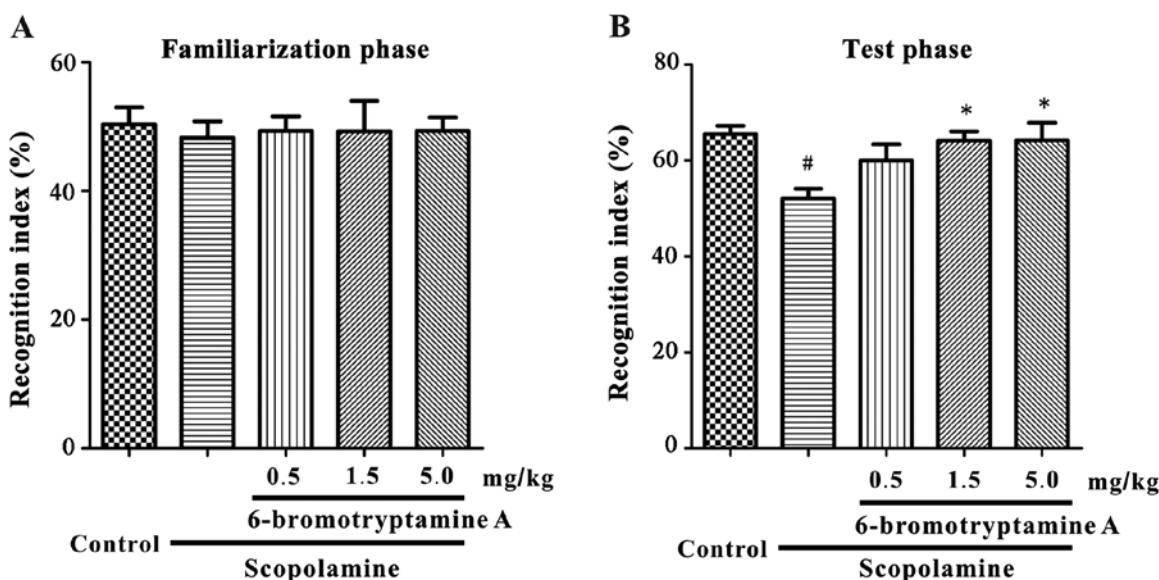 A
Familiarization phase
Recognition index (%)
60
40
20
0
0.5 1.5 5.0 mg/kg
6-bromotryptamine A
Control
Scopolamine
B
Test phase
Recognition index (%)
80
60
40
20
0
#
*
*
0.5 1.5 5.0 mg/kg
6-bromotryptamine A
Control
Scopolamine